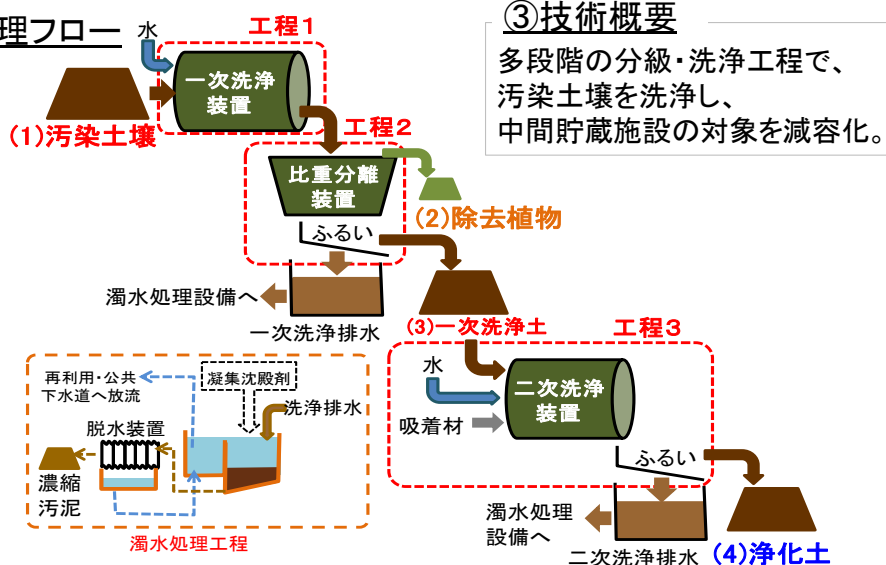 理フロー
水
工程1
一次洗浄
装置
(1)汚染土壌
③技術概要
多段階の分級・洗浄工程で、
汚染土壌を洗浄し、
中間貯蔵施設の対象を減容化。
工程2
比重分離
装置
(2)除去植物
ふるい
濁水処理設備へ
一次洗浄排水
(3)一次洗浄土
工程3
水
二次洗浄
装置
吸着材
ふるい
濁水処理
設備へ
二次洗浄排水
(4)浄化土
再利用・公共
下水道へ放流
凝集沈殿剤
洗浄排水
脱水装置
濃縮
汚泥
濁水処理工程